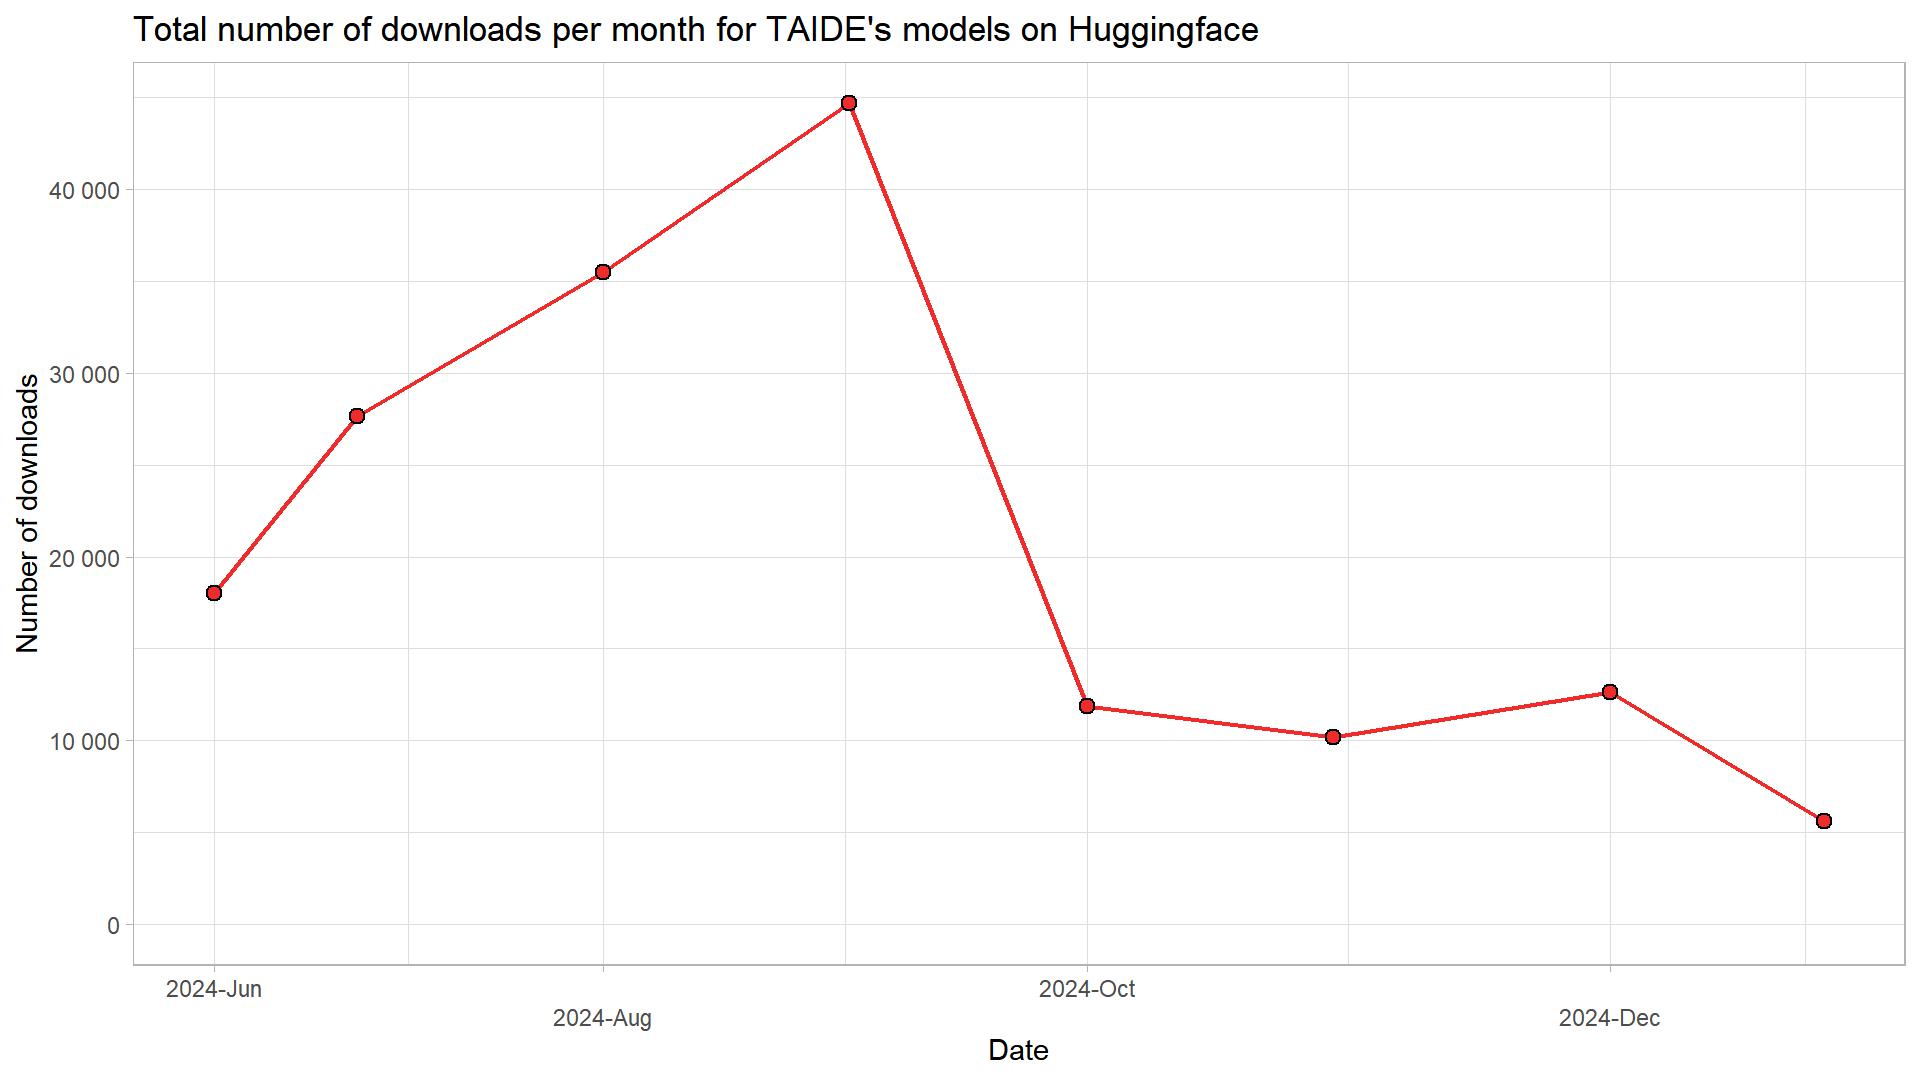 Total number of downloads per month for TAIDE's models on Huggingface
Number of downloads
40 000
30 000
20 000
10 000
0
2024-Jun
2024-Aug
2024-Oct
2024-Dec
Date